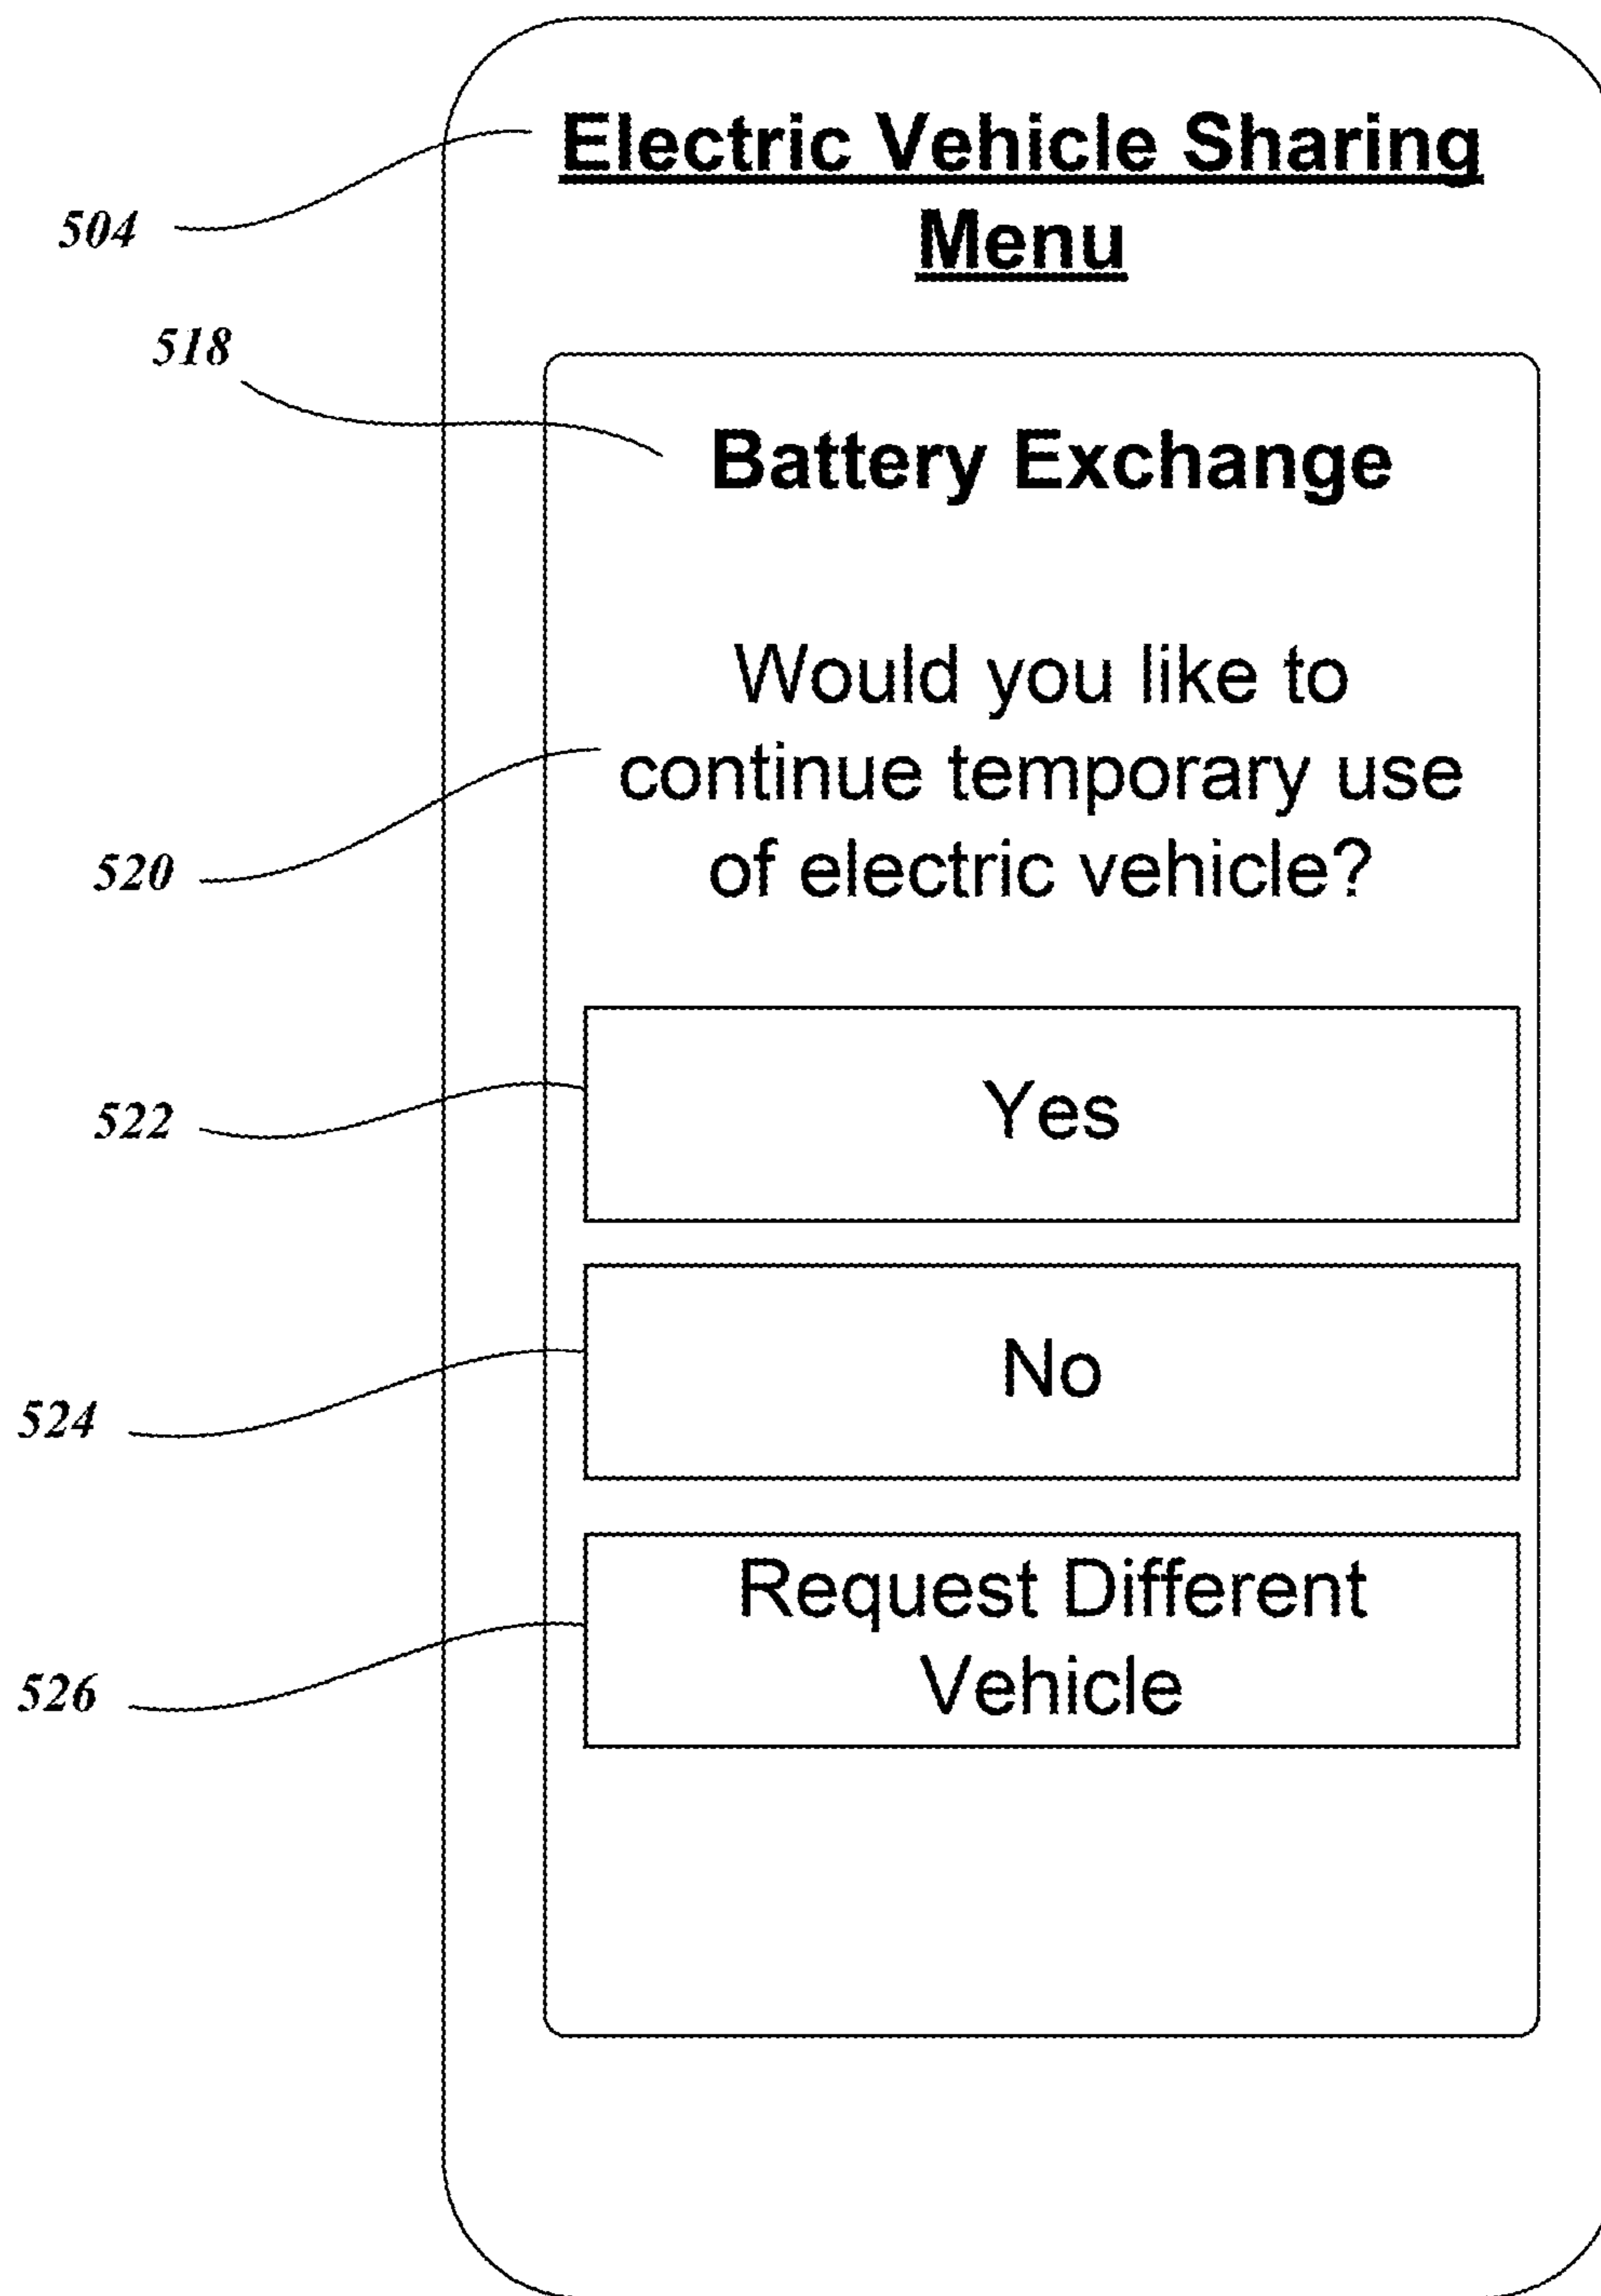 Electric Vehicle Sharing
Menu
504
518
Battery Exchange
Would you like to
continue temporary use
of electric vehicle?
520
Yes
522
No
524
Request Different
Vehicle
526